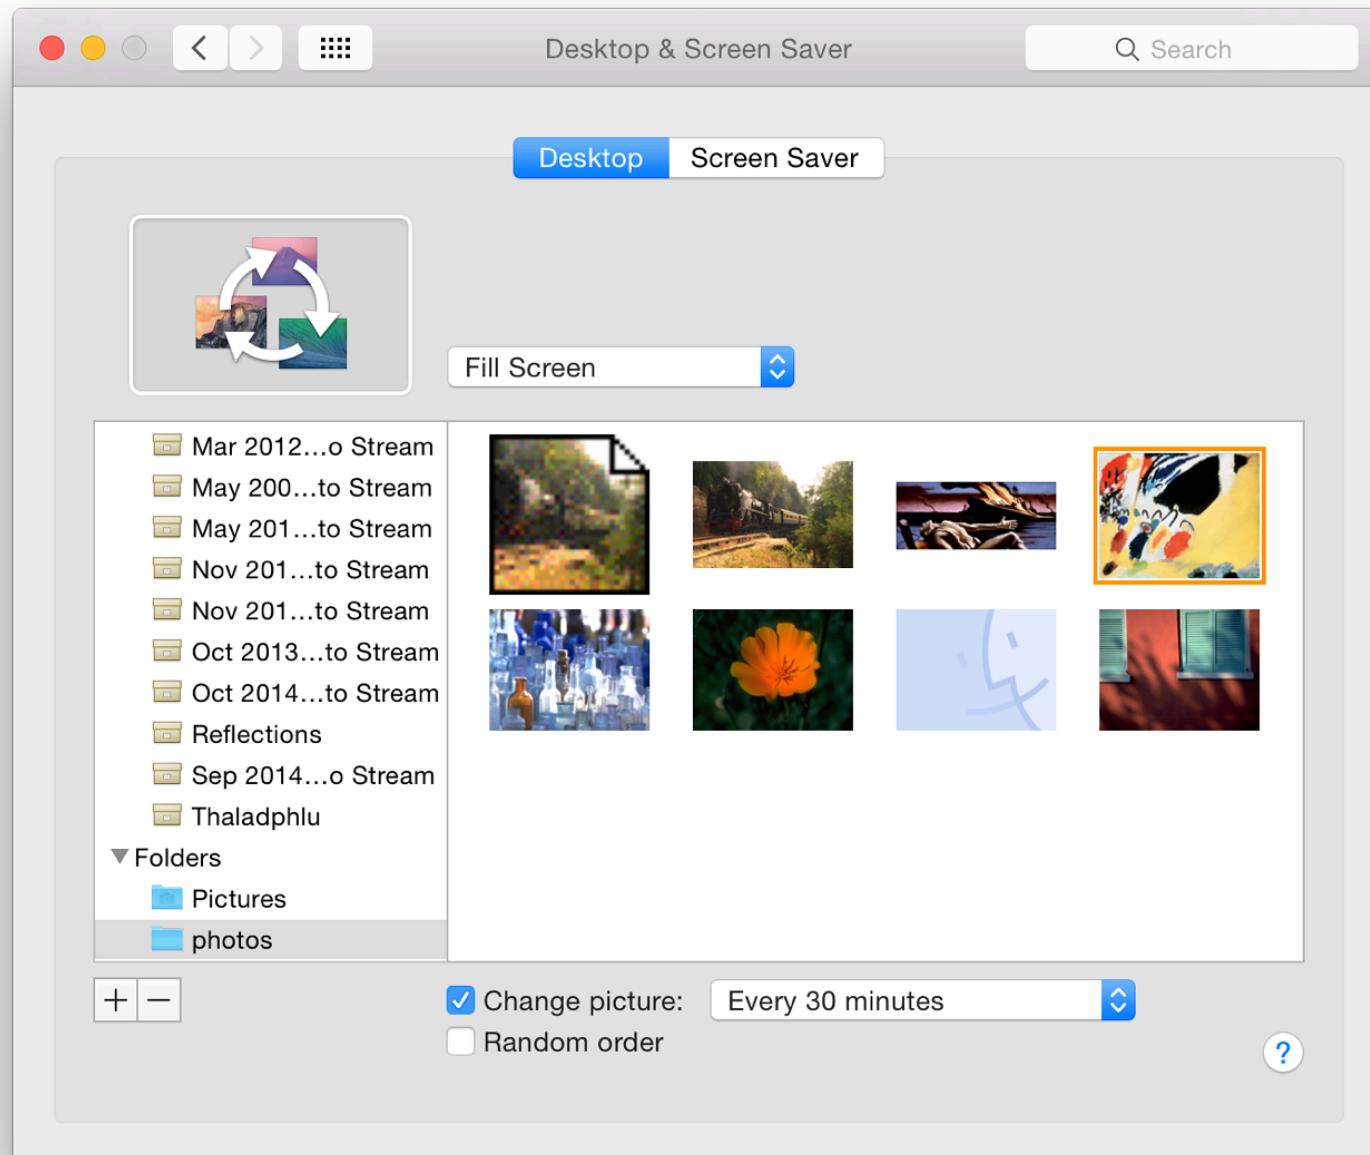 Desktop & Screen Saver
Search
Desktop
Screen Saver
Fill Screen
Mar 2012...o Stream
May 200...to Stream
May 201...to Stream
Nov 201...to Stream
Nov 201...to Stream
Oct 2013...to Stream
Oct 2014...to Stream
Reflections
Sep 2014...o Stream
Thaladphlu
Folders
Pictures
photos
Change picture:
Every 30 minutes
Random order
?